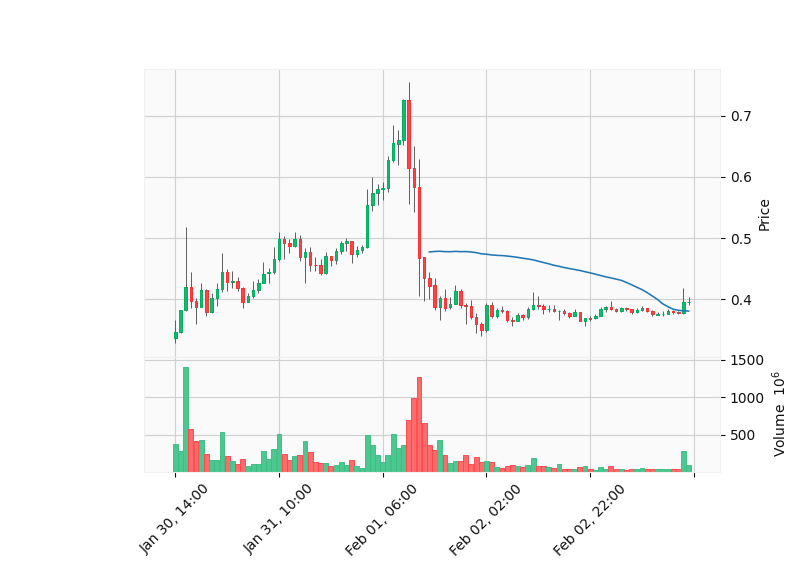 0.7
0.6
0.5
0.4
Price
1500
1000
500
Volume 10^6
Jan 30, 14:00
Jan 31, 10:00
Feb 01, 06:00
Feb 02, 02:00
Feb 02, 22:00